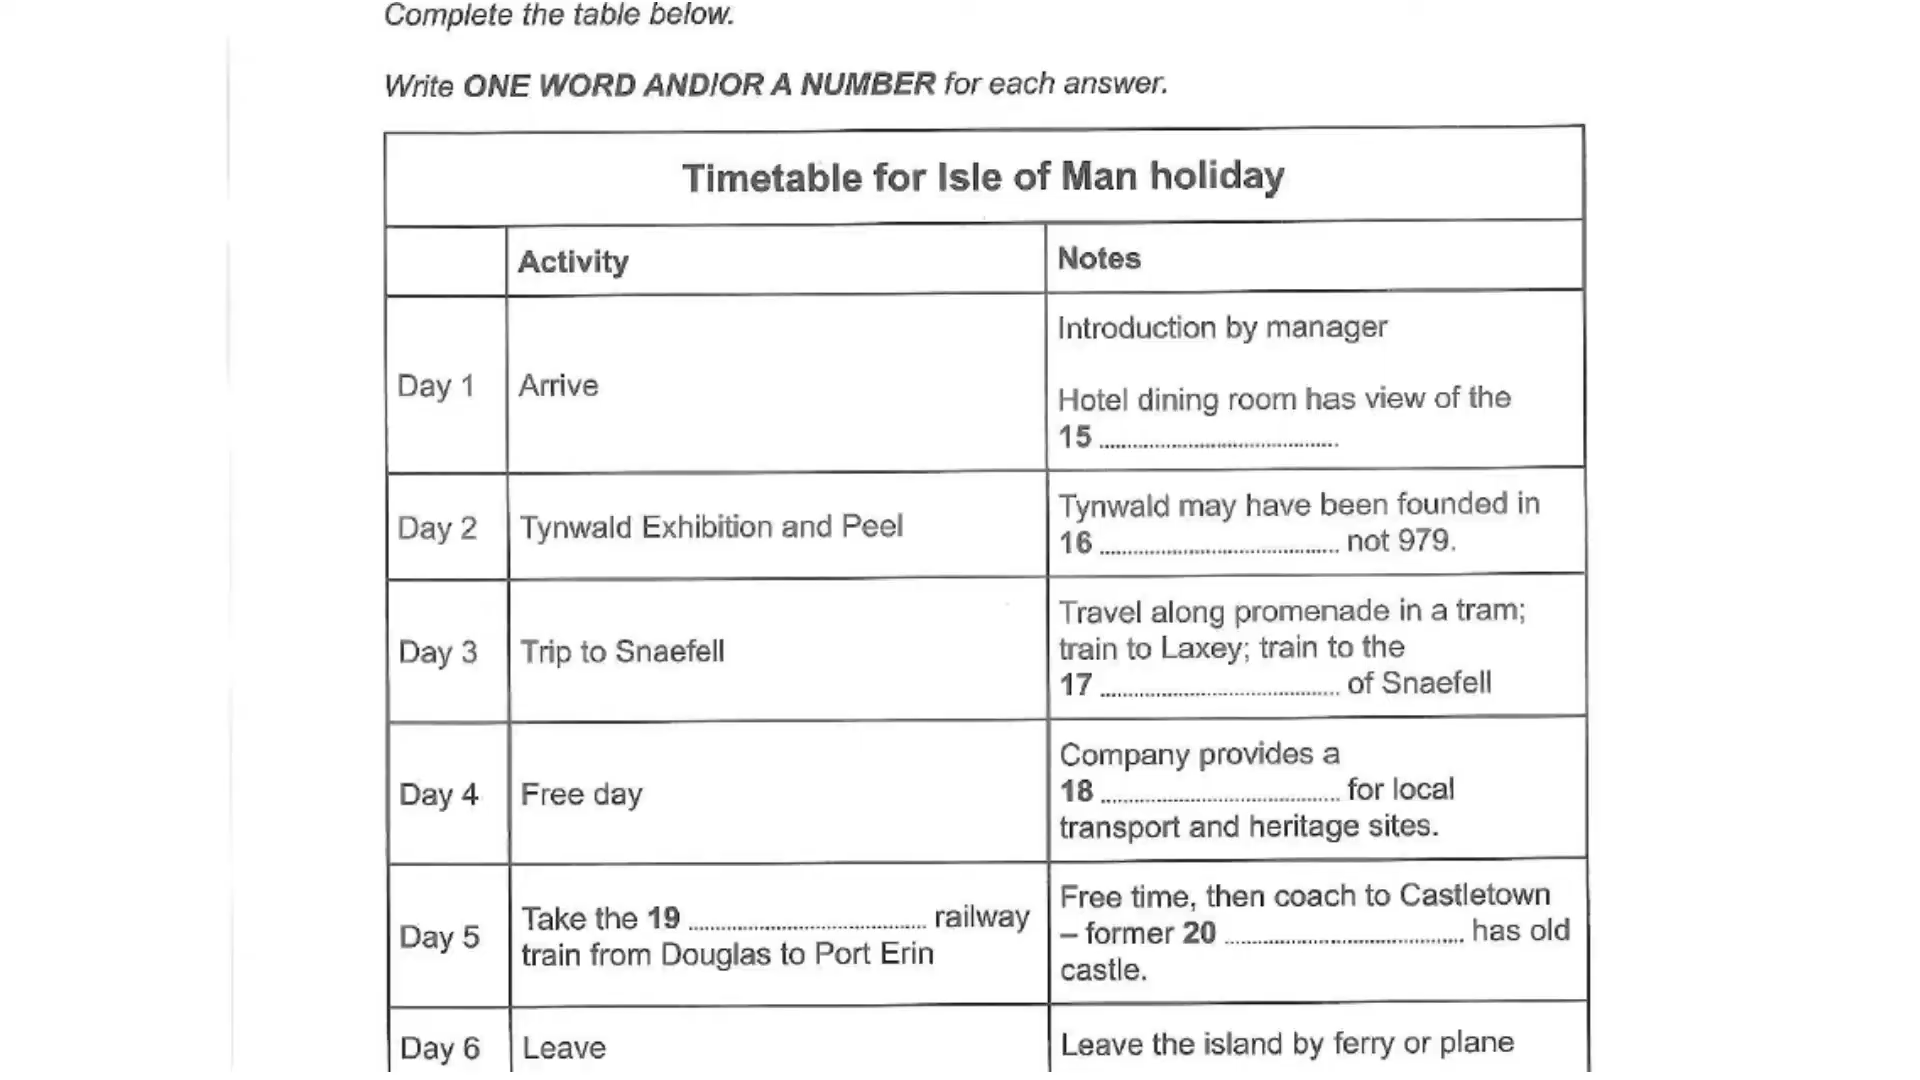 Complete the table below.
Write ONE WORD AND/OR A NUMBER for each answer.
Timetable for Isle of Man holiday
Activity
Notes
Day 1
Arrive
Introduction by manager
Hotel dining room has view of the
15 ........................................
Day 2
Tynwald Exhibition and Peel
Tynwald may have been founded in
16 ........................................ not 979.
Day 3
Trip to Snaefell
Travel along promenade in a tram;
train to Laxey; train to the
17 ........................................ of Snaefell
Day 4
Free day
Company provides a
18 ........................................ for local
transport and heritage sites.
Day 5
Take the 19 ........................................ railway
train from Douglas to Port Erin
Free time, then coach to Castletown
– former 20 ........................................ has old
castle.
Day 6
Leave
Leave the island by ferry or plane